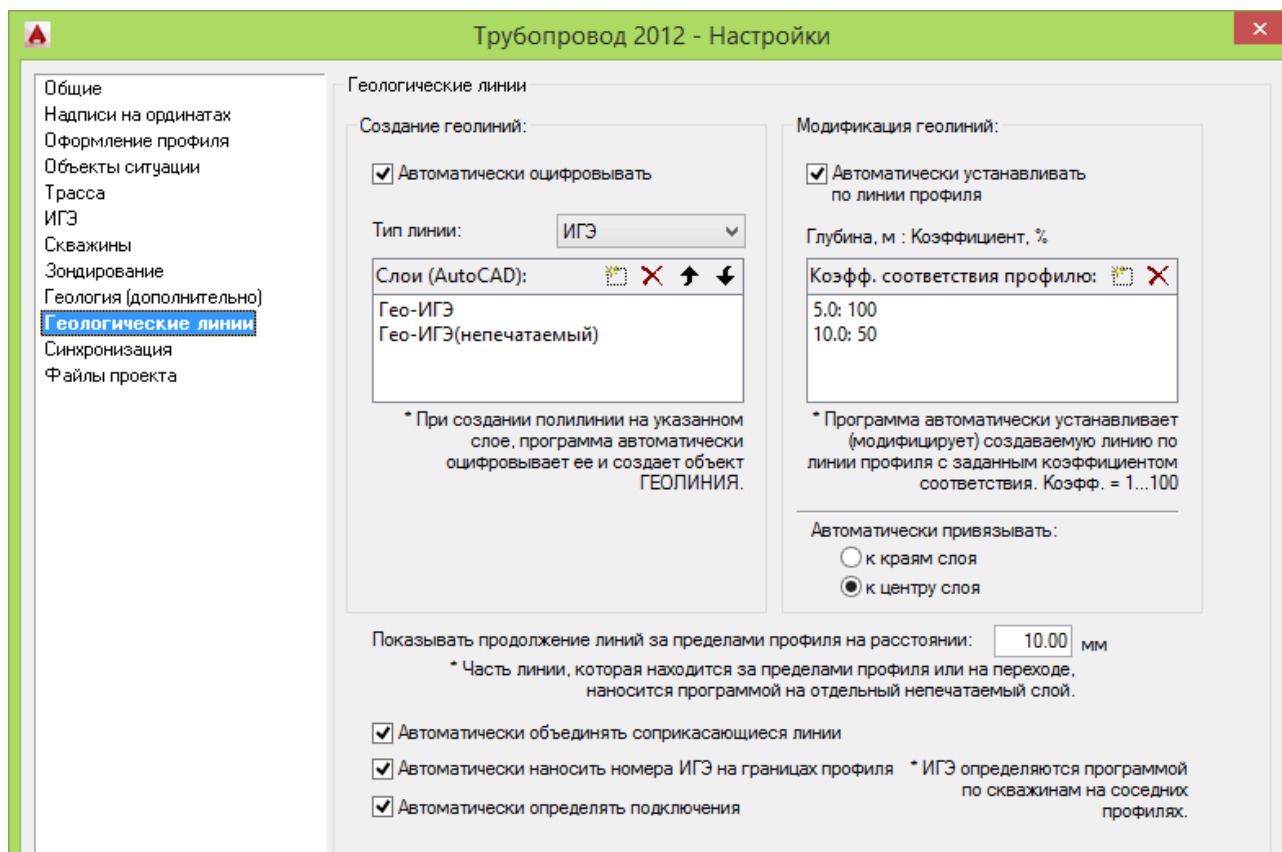 Трубопровод 2012 - Настройки
Общие
Надписи на ординатах
Оформление профиля
Объекты ситуации
Трасса
ИГЭ
Скважины
Зондирование
Геология (дополнительно)
Геологические линии
Синхронизация
Файлы проекта
Геологические линии
Создание геолиний:
Автоматически оцифровывать
Тип линии:
ИГЭ
Слои (AutoCAD):
Гео-ИГЭ
Гео-ИГЭ(непечатаемый)
* При создании полилинии на указанном
слое, программа автоматически
оцифровывает ее и создает объект
ГЕОЛИНИЯ.
Модификация геолиний:
Автоматически устанавливать
по линии профиля
Глубина, м : Коэффициент, %
Коэфф. соответствия профилю:
5.0: 100
10.0: 50
* Программа автоматически устанавливает
(модифицирует) создаваемую линию по
линии профиля с заданным коэффициентом
соответствия. Коэфф. = 1...100
Автоматически привязывать:
к краям слоя
к центру слоя
Показывать продолжение линий за пределами профиля на расстоянии: 10.00 мм
* Часть линии, которая находится за пределами профиля или на переходе,
наносится программой на отдельный непечатаемый слой.
Автоматически объединять соприкасающиеся линии
Автоматически наносить номера ИГЭ на границах профиля
Автоматически определять подключения
* ИГЭ определяются программой
по скважинам на соседних
профилях.